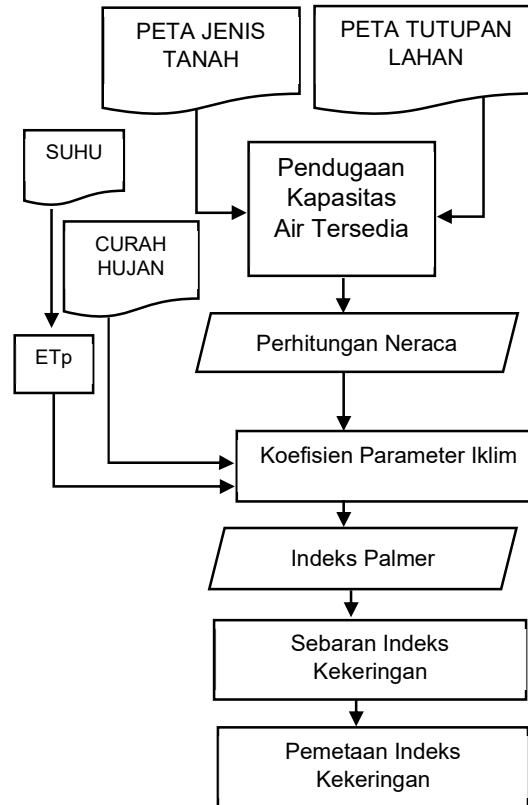 PETA JENIS
TANAH
PETA TUTUPAN
LAHAN
SUHU
Pendugaan
Kapasitas
Air Tersedia
CURAH
HUJAN
Perhitungan Neraca
ETp
Koefisien Parameter Iklim
Indeks Palmer
Sebaran Indeks
Kekeringan
Pemetaan Indeks
Kekeringan